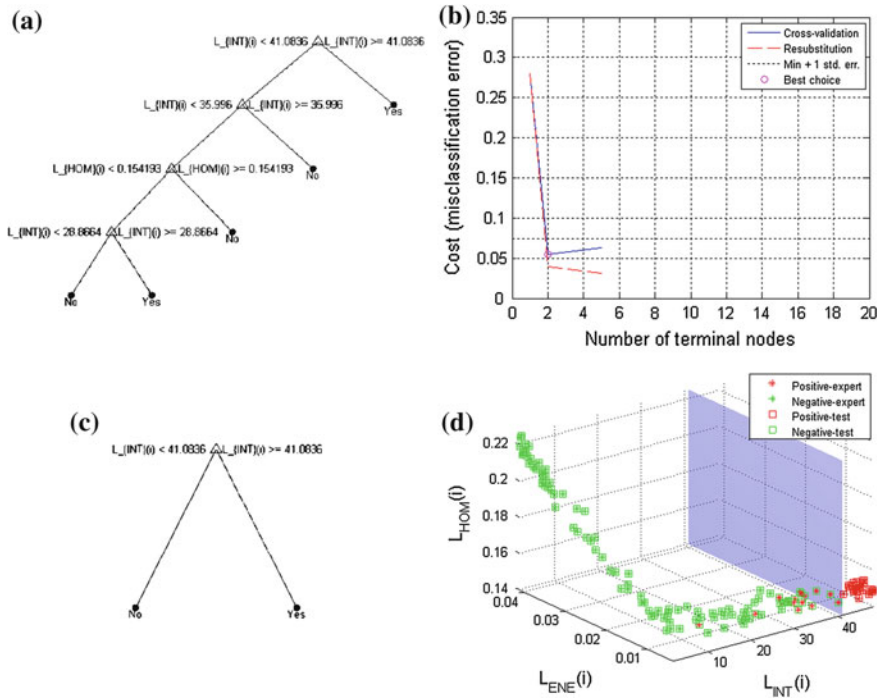 (a)
L_{INT}(i) < 41.0836 L_{INT}(i) >= 41.0836
L_{INT}(i) < 35.996 L_{INT}(i) >= 35.996
Yes
L_{HOM}(i) < 0.154193 L_{HOM}(i) >= 0.154193
No
L_{INT}(i) < 28.8664 L_{INT}(i) >= 28.8664
No
No
Yes
(b)
0.35
0.3
0.25
0.2
0.15
0.1
0.05
0
Cost (misclassification error)
Cross-validation
Resubstitution
Min + 1 std. err.
Best choice
0 2 4 6 8 10 12 14 16 18 20
Number of terminal nodes
(c)
L_{INT}(i) < 41.0836 L_{INT}(i) >= 41.0836
No
Yes
(d)
Positive-expert
Negative-expert
Positive-test
Negative-test
0.22
0.2
0.18
0.16
0.14
L_HOM(i)
0.04
0.03
0.02
0.01
L_ENE(i)
10
20
30
40
L_INT(i)